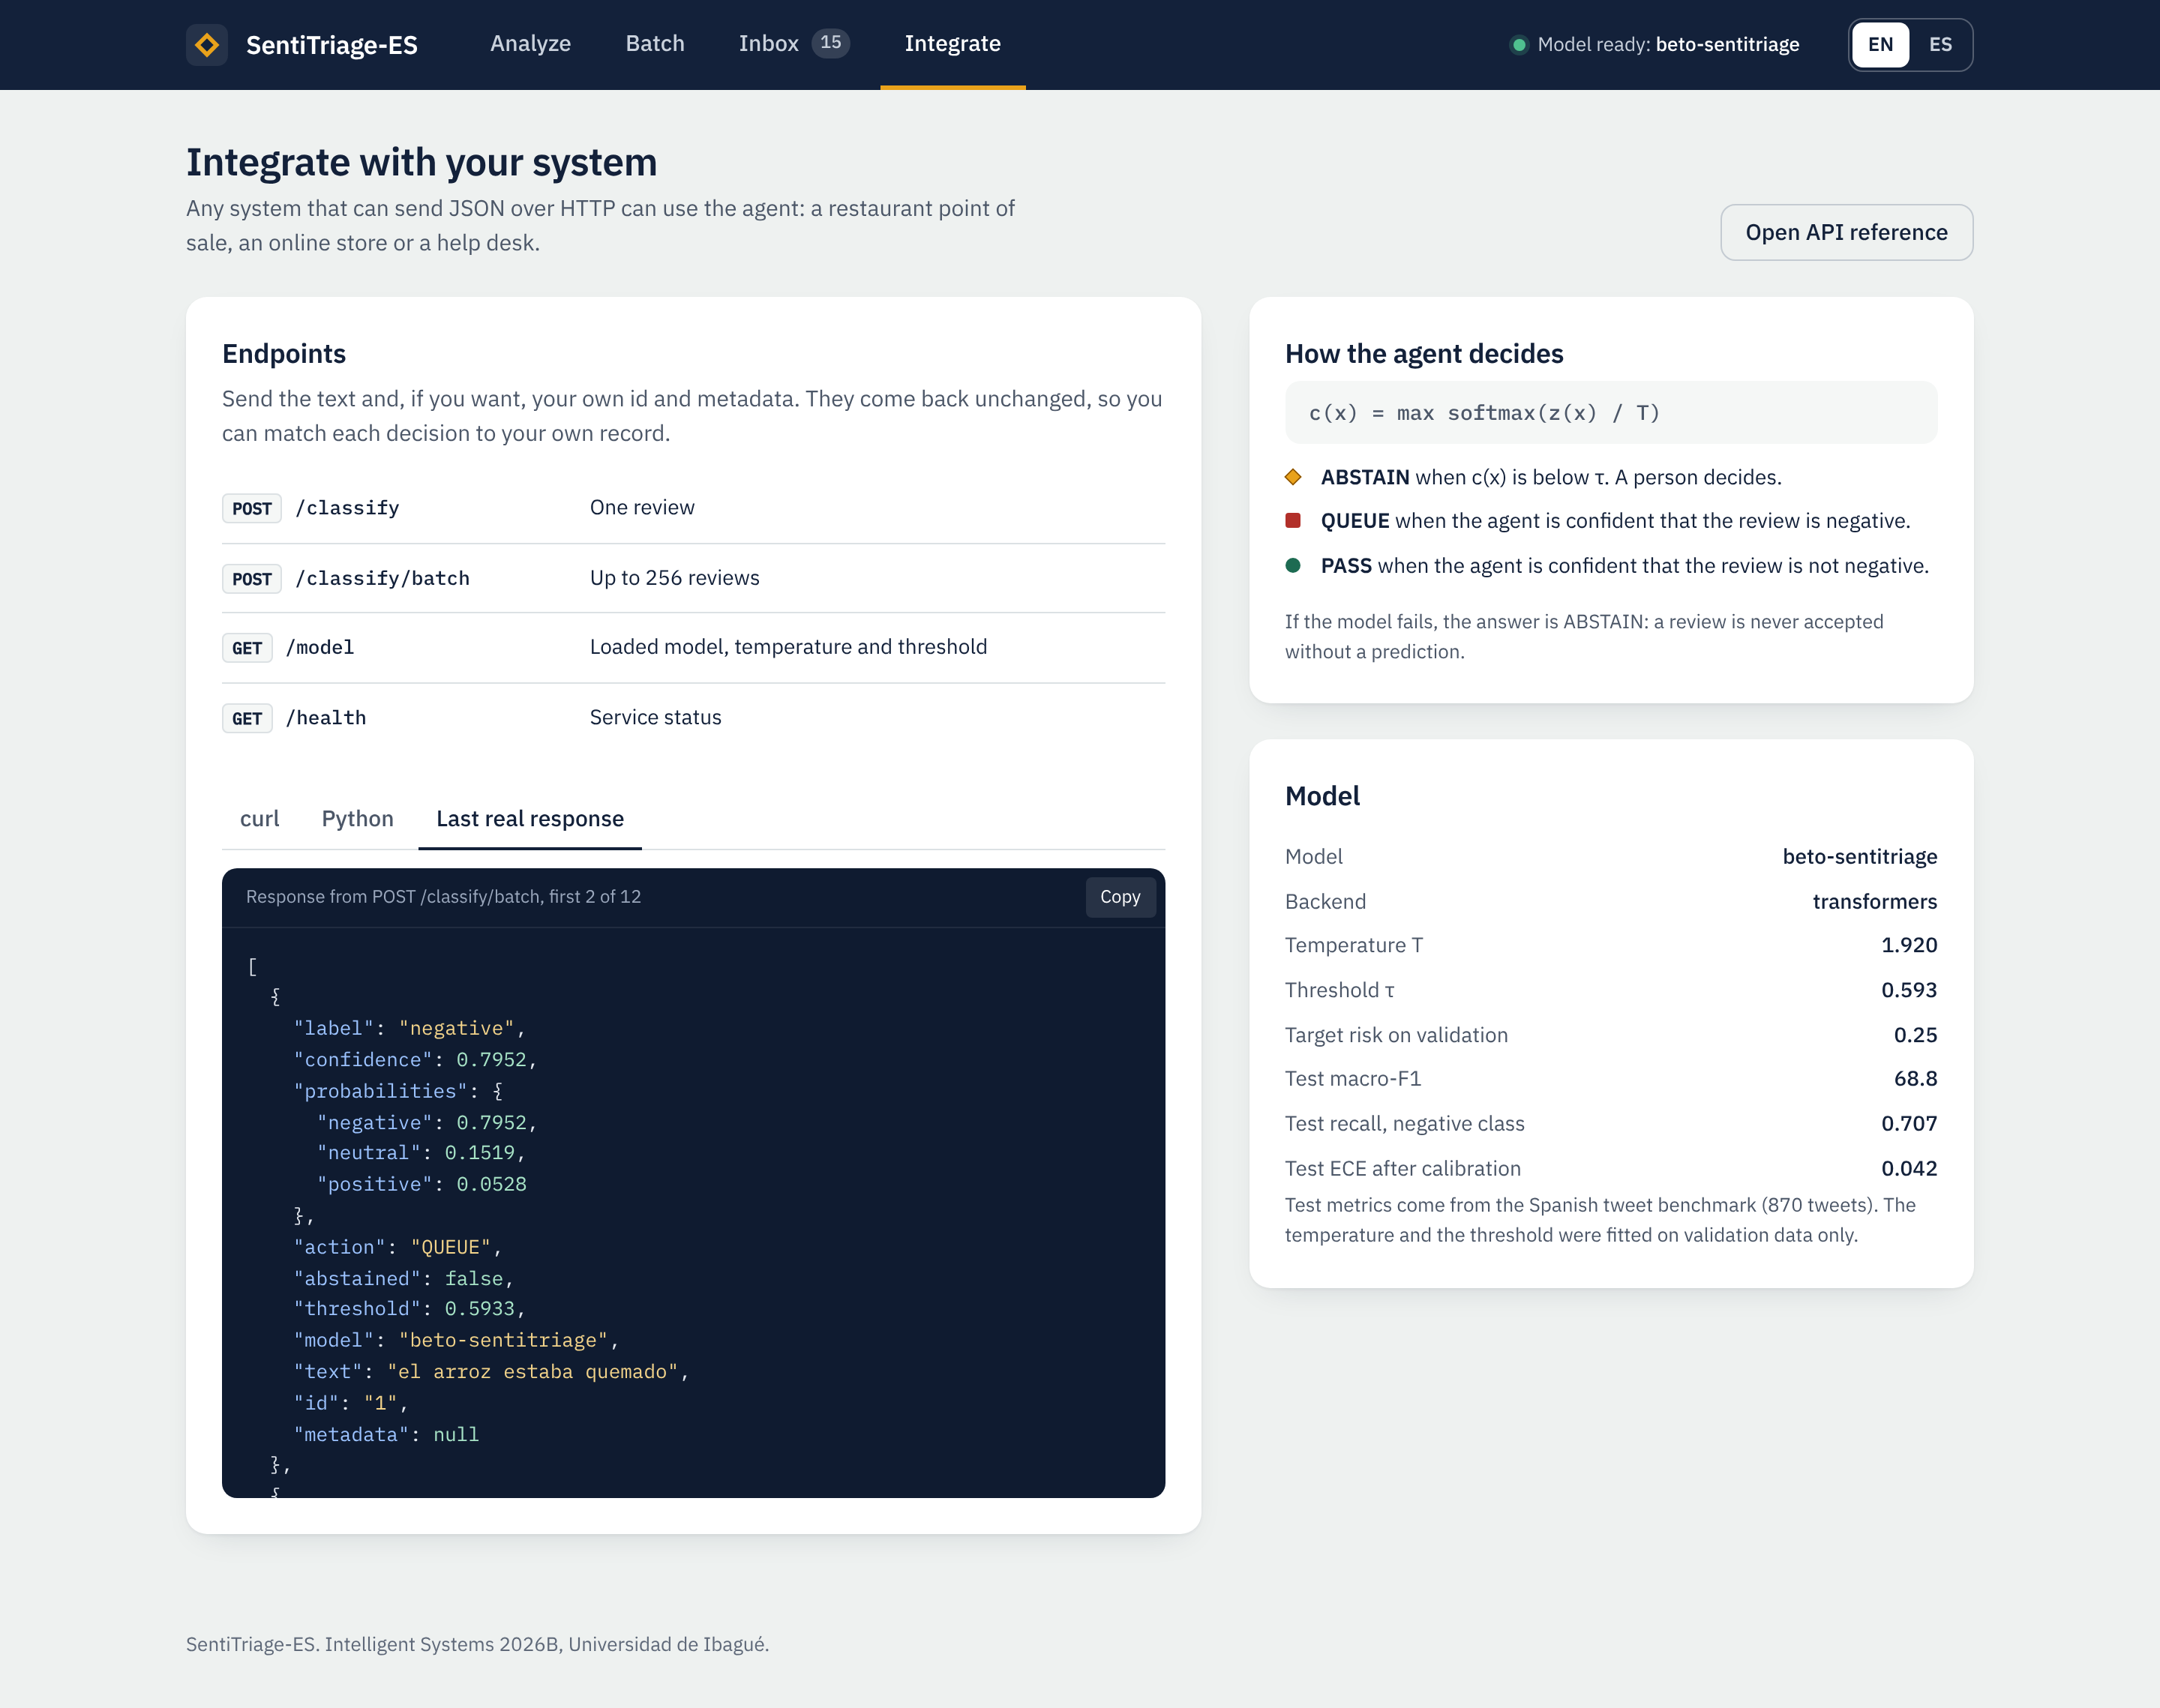 SentiTriage-ES
Analyze
Batch
Inbox 15
Integrate
Model ready: beto-sentitriage
EN
ES
Integrate with your system
Any system that can send JSON over HTTP can use the agent: a restaurant point of
sale, an online store or a help desk.
Open API reference
Endpoints
Send the text and, if you want, your own id and metadata. They come back unchanged, so you
can match each decision to your own record.
POST /classify One review
POST /classify/batch Up to 256 reviews
GET /model Loaded model, temperature and threshold
GET /health Service status
curl
Python
Last real response
Response from POST /classify/batch, first 2 of 12
Copy
[
{
"label": "negative",
"confidence": 0.7952,
"probabilities": {
"negative": 0.7952,
"neutral": 0.1519,
"positive": 0.0528
},
"action": "QUEUE",
"abstained": false,
"threshold": 0.5933,
"model": "beto-sentitriage",
"text": "el arroz estaba quemado",
"id": "1",
"metadata": null
},
{
How the agent decides
c(x) = max softmax(z(x) / T)
ABSTAIN when c(x) is below τ. A person decides.
QUEUE when the agent is confident that the review is negative.
PASS when the agent is confident that the review is not negative.
If the model fails, the answer is ABSTAIN: a review is never accepted
without a prediction.
Model
Model beto-sentitriage
Backend transformers
Temperature T 1.920
Threshold τ 0.593
Target risk on validation 0.25
Test macro-F1 68.8
Test recall, negative class 0.707
Test ECE after calibration 0.042
Test metrics come from the Spanish tweet benchmark (870 tweets). The
temperature and the threshold were fitted on validation data only.
SentiTriage-ES. Intelligent Systems 2026B, Universidad de Ibagué.